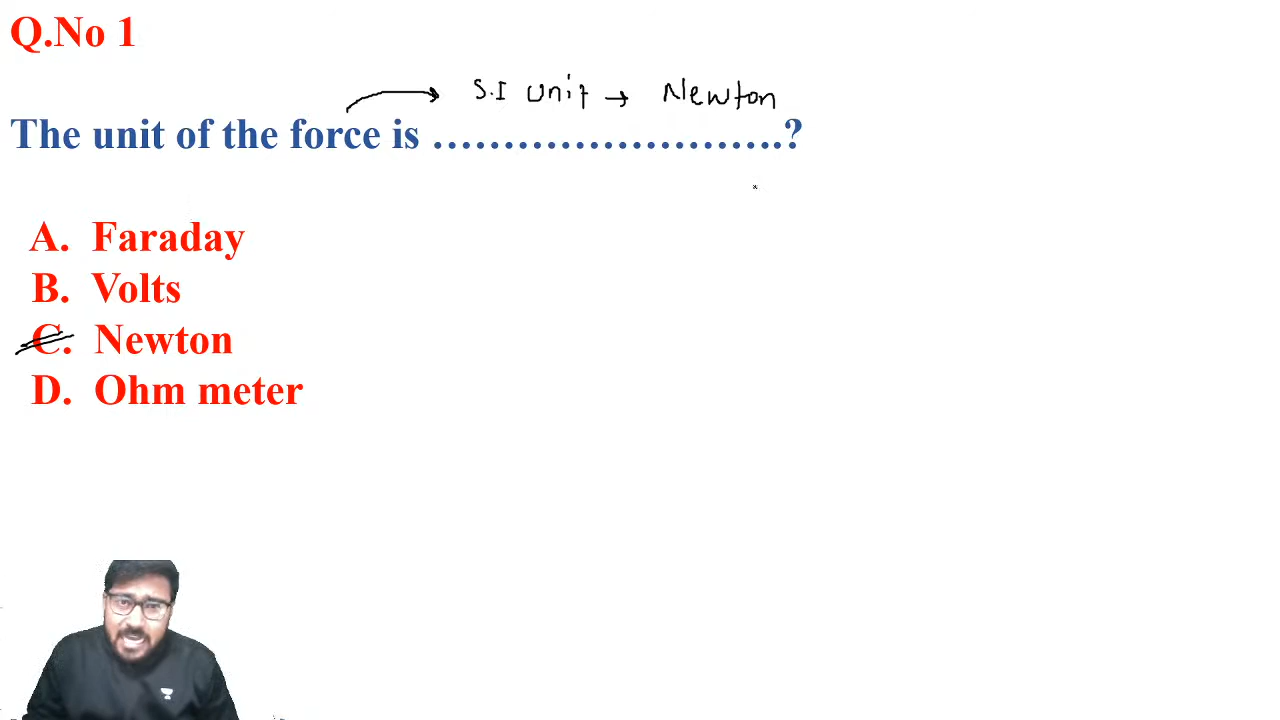 Q.No 1
S.I unit → Newton
The unit of the force is ……………………….?
A. Faraday
B. Volts
C. Newton
D. Ohm meter